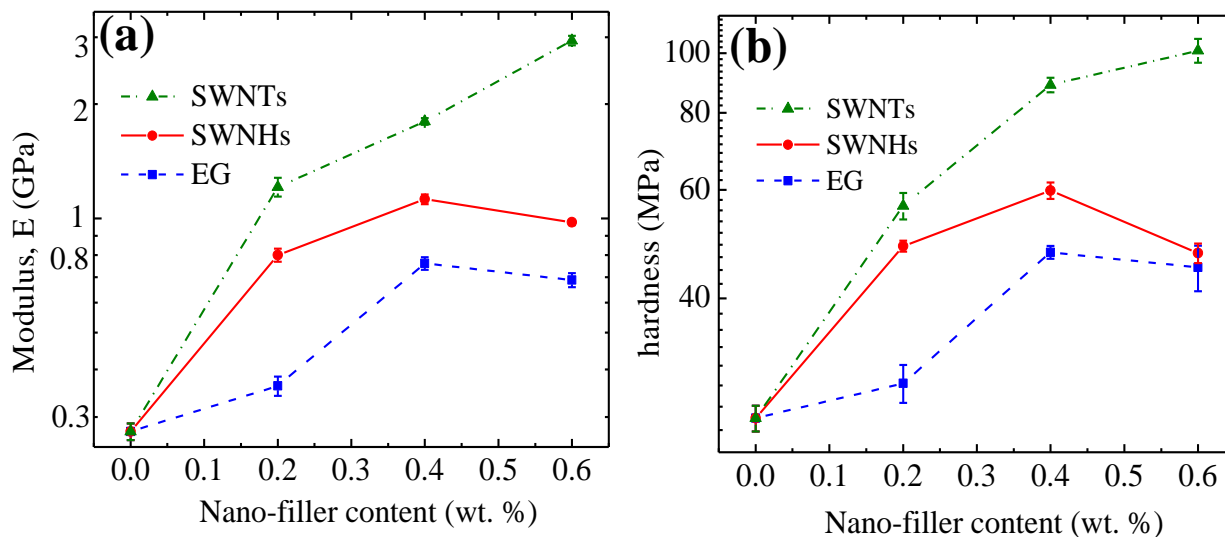 (a)
Modulus, E (GPa)
3
2
1
0.8
0.3
SWNTs
SWNHs
EG
0.0 0.1 0.2 0.3 0.4 0.5 0.6
Nano-filler content (wt. %)
(b)
hardness (MPa)
100
80
60
40
SWNTs
SWNHs
EG
0.0 0.1 0.2 0.3 0.4 0.5 0.6
Nano-filler content (wt. %)